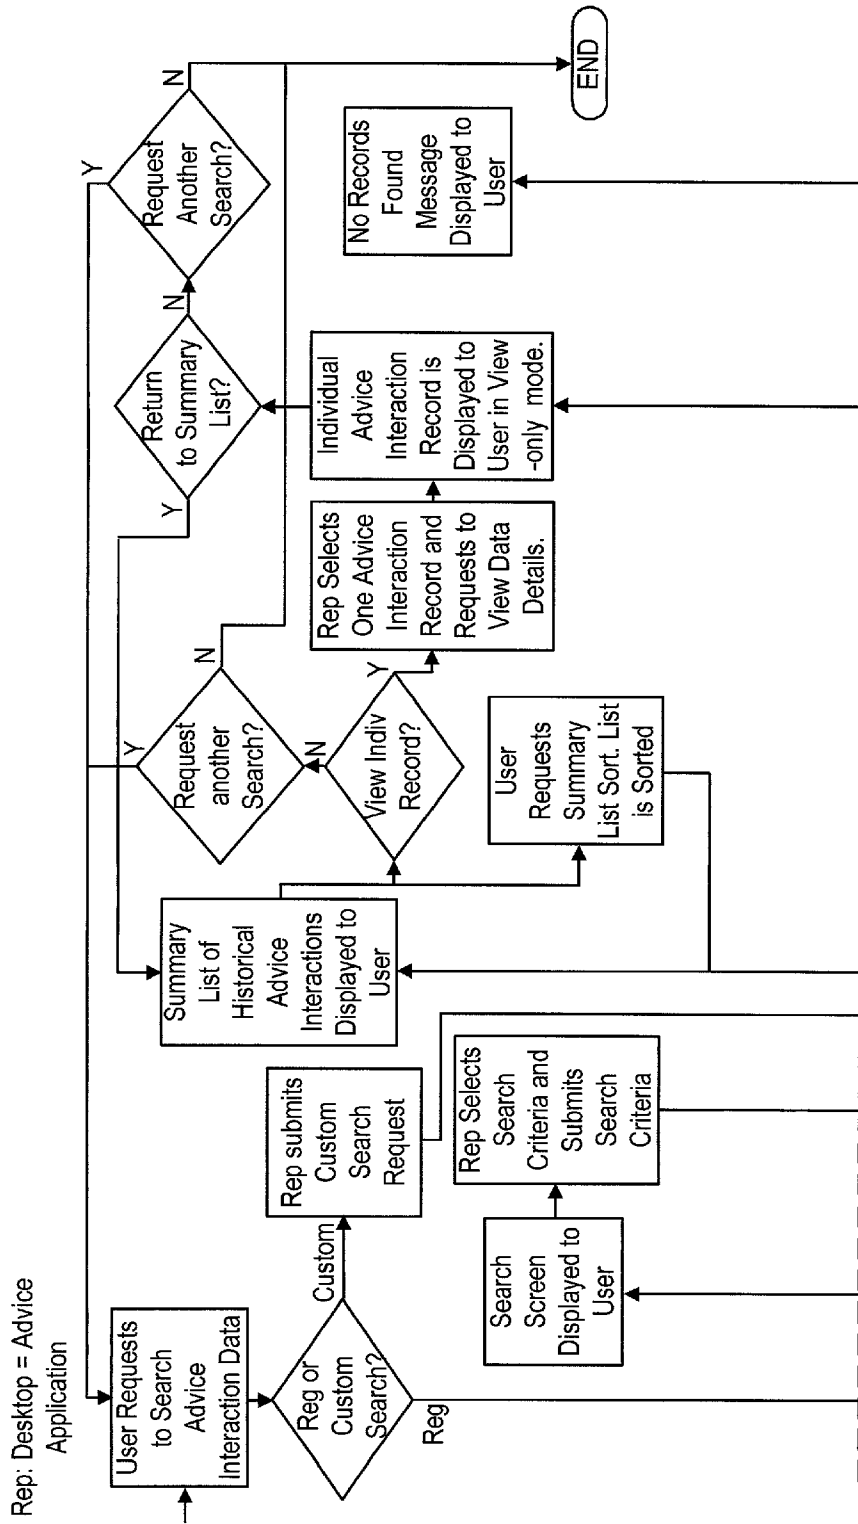 Rep: Desktop = Advice
Application
User Requests
to Search
Advice
Interaction Data
Reg or
Custom
Search?
Custom
Reg
Rep submits
Custom
Search
Request
Search
Screen
Displayed to
User
Rep Selects
Search
Criteria and
Submits
Search
Criteria
Summary
List of
Historical
Advice
Interactions
Displayed to
User
User
Requests
Summary
List Sort. List
is Sorted
View Indiv
Record?
N
Y
Request
another
Search?
Y
N
Rep Selects
One Advice
Interaction
Record and
Requests to
View Data
Details.
Individual
Advice
Interaction
Record is
Displayed to
User in View
-only mode.
Return
to Summary
List?
Y
N
Request
Another
Search?
Y
N
No Records
Found
Message
Displayed to
User
END